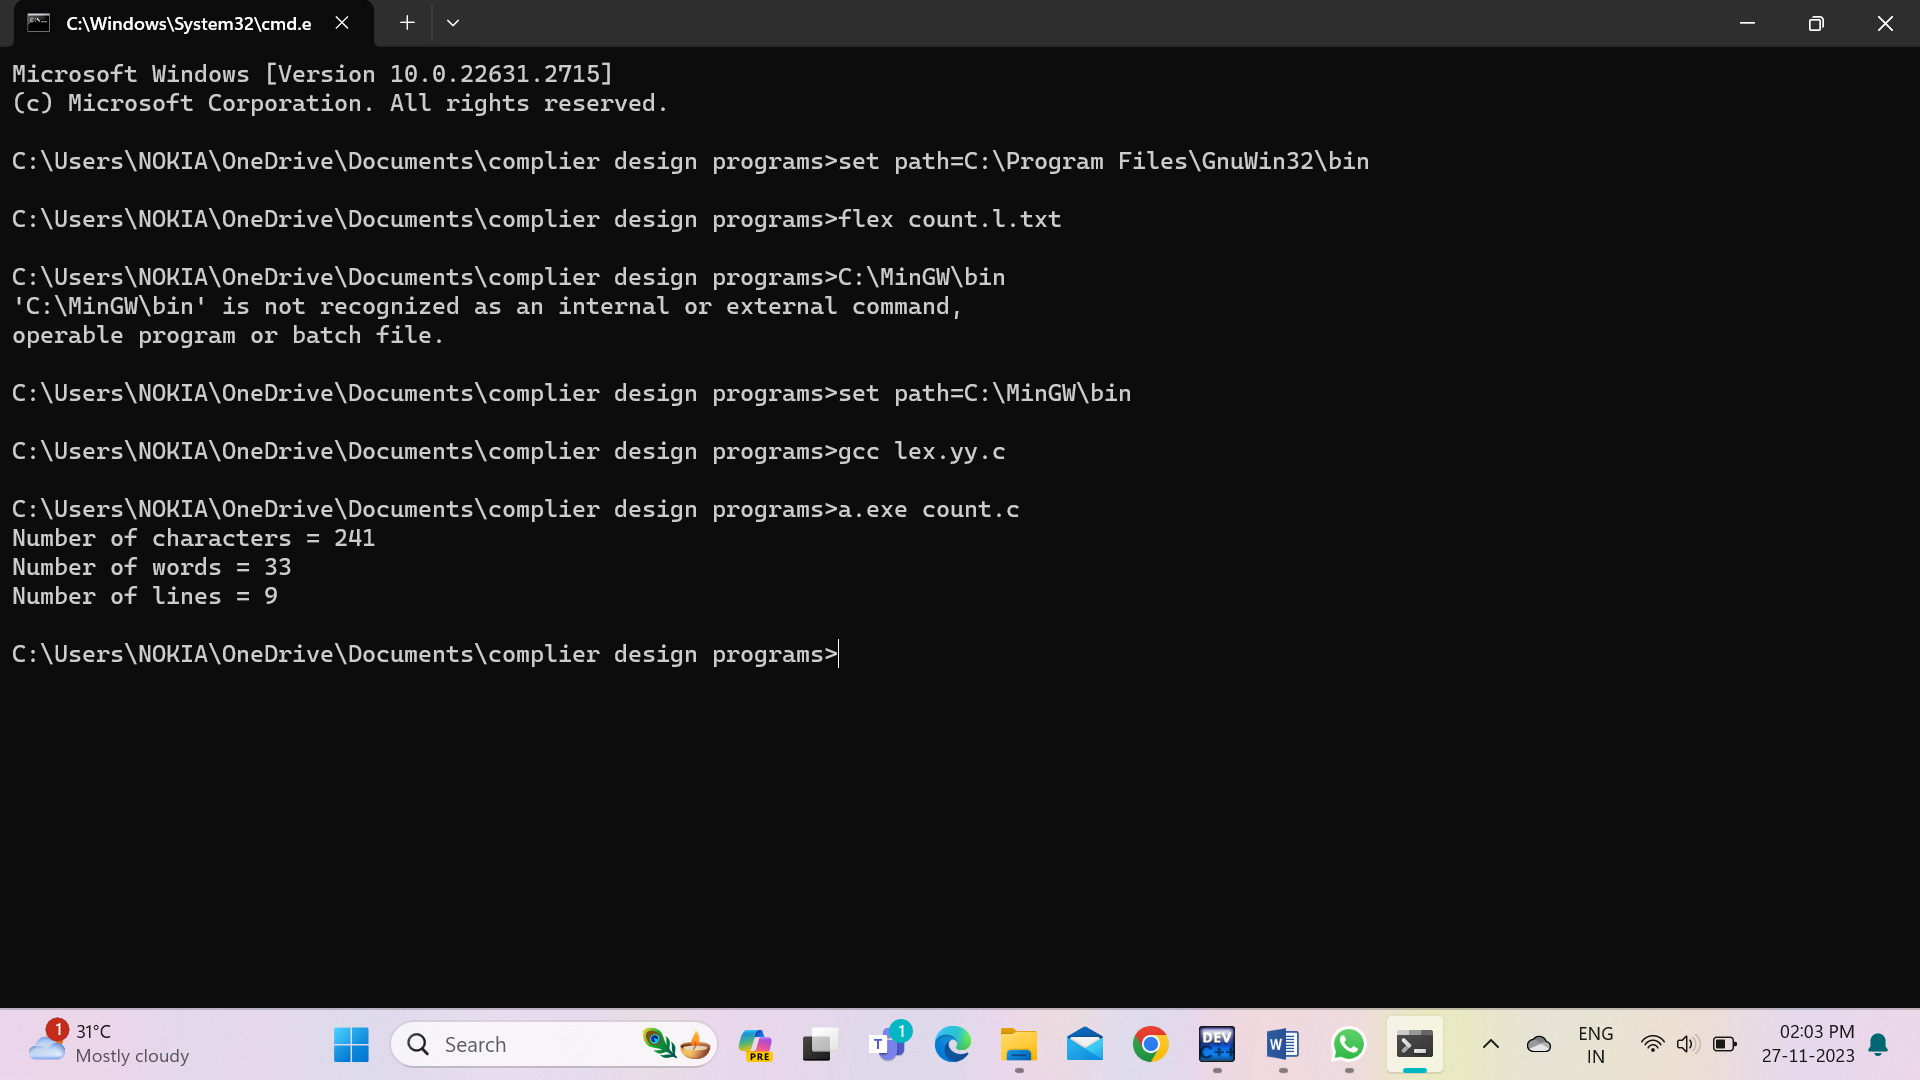 C:\Windows\System32\cmd.e
Microsoft Windows [Version 10.0.22631.2715]
(c) Microsoft Corporation. All rights reserved.
C:\Users\NOKIA\OneDrive\Documents\complier design programs>set path=C:\Program Files\GnuWin32\bin
C:\Users\NOKIA\OneDrive\Documents\complier design programs>flex count.l.txt
C:\Users\NOKIA\OneDrive\Documents\complier design programs>C:\MinGW\bin
'C:\MinGW\bin' is not recognized as an internal or external command,
operable program or batch file.
C:\Users\NOKIA\OneDrive\Documents\complier design programs>set path=C:\MinGW\bin
C:\Users\NOKIA\OneDrive\Documents\complier design programs>gcc lex.yy.c
C:\Users\NOKIA\OneDrive\Documents\complier design programs>a.exe count.c
Number of characters = 241
Number of words = 33
Number of lines = 9
C:\Users\NOKIA\OneDrive\Documents\complier design programs>
1
31°C
Mostly cloudy
Search
PRE
T
1
DEV
C++
W
ENG
IN
02:03 PM
27-11-2023